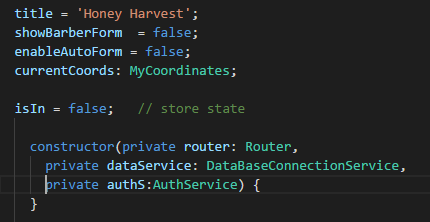 title = 'Honey Harvest';
showBarberForm  = false;
enableAutoForm = false;
currentCoords: MyCoordinates;
isIn = false;   // store state
constructor(private router: Router,
private dataService: DataBaseConnectionService,
private authS:AuthService) {
}